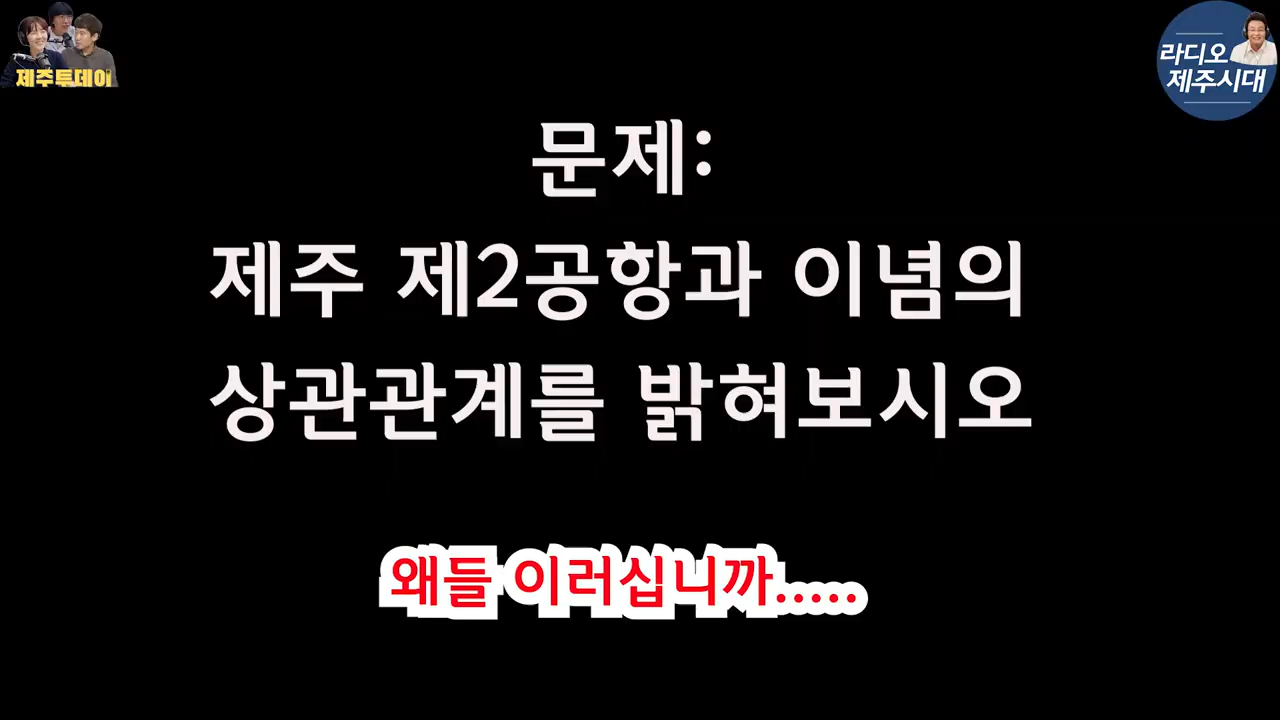 제주투데이
라디오
제주시대
문제:
제주 제2공항과 이념의
상관관계를 밝혀보시오
왜들 이러십니까.....